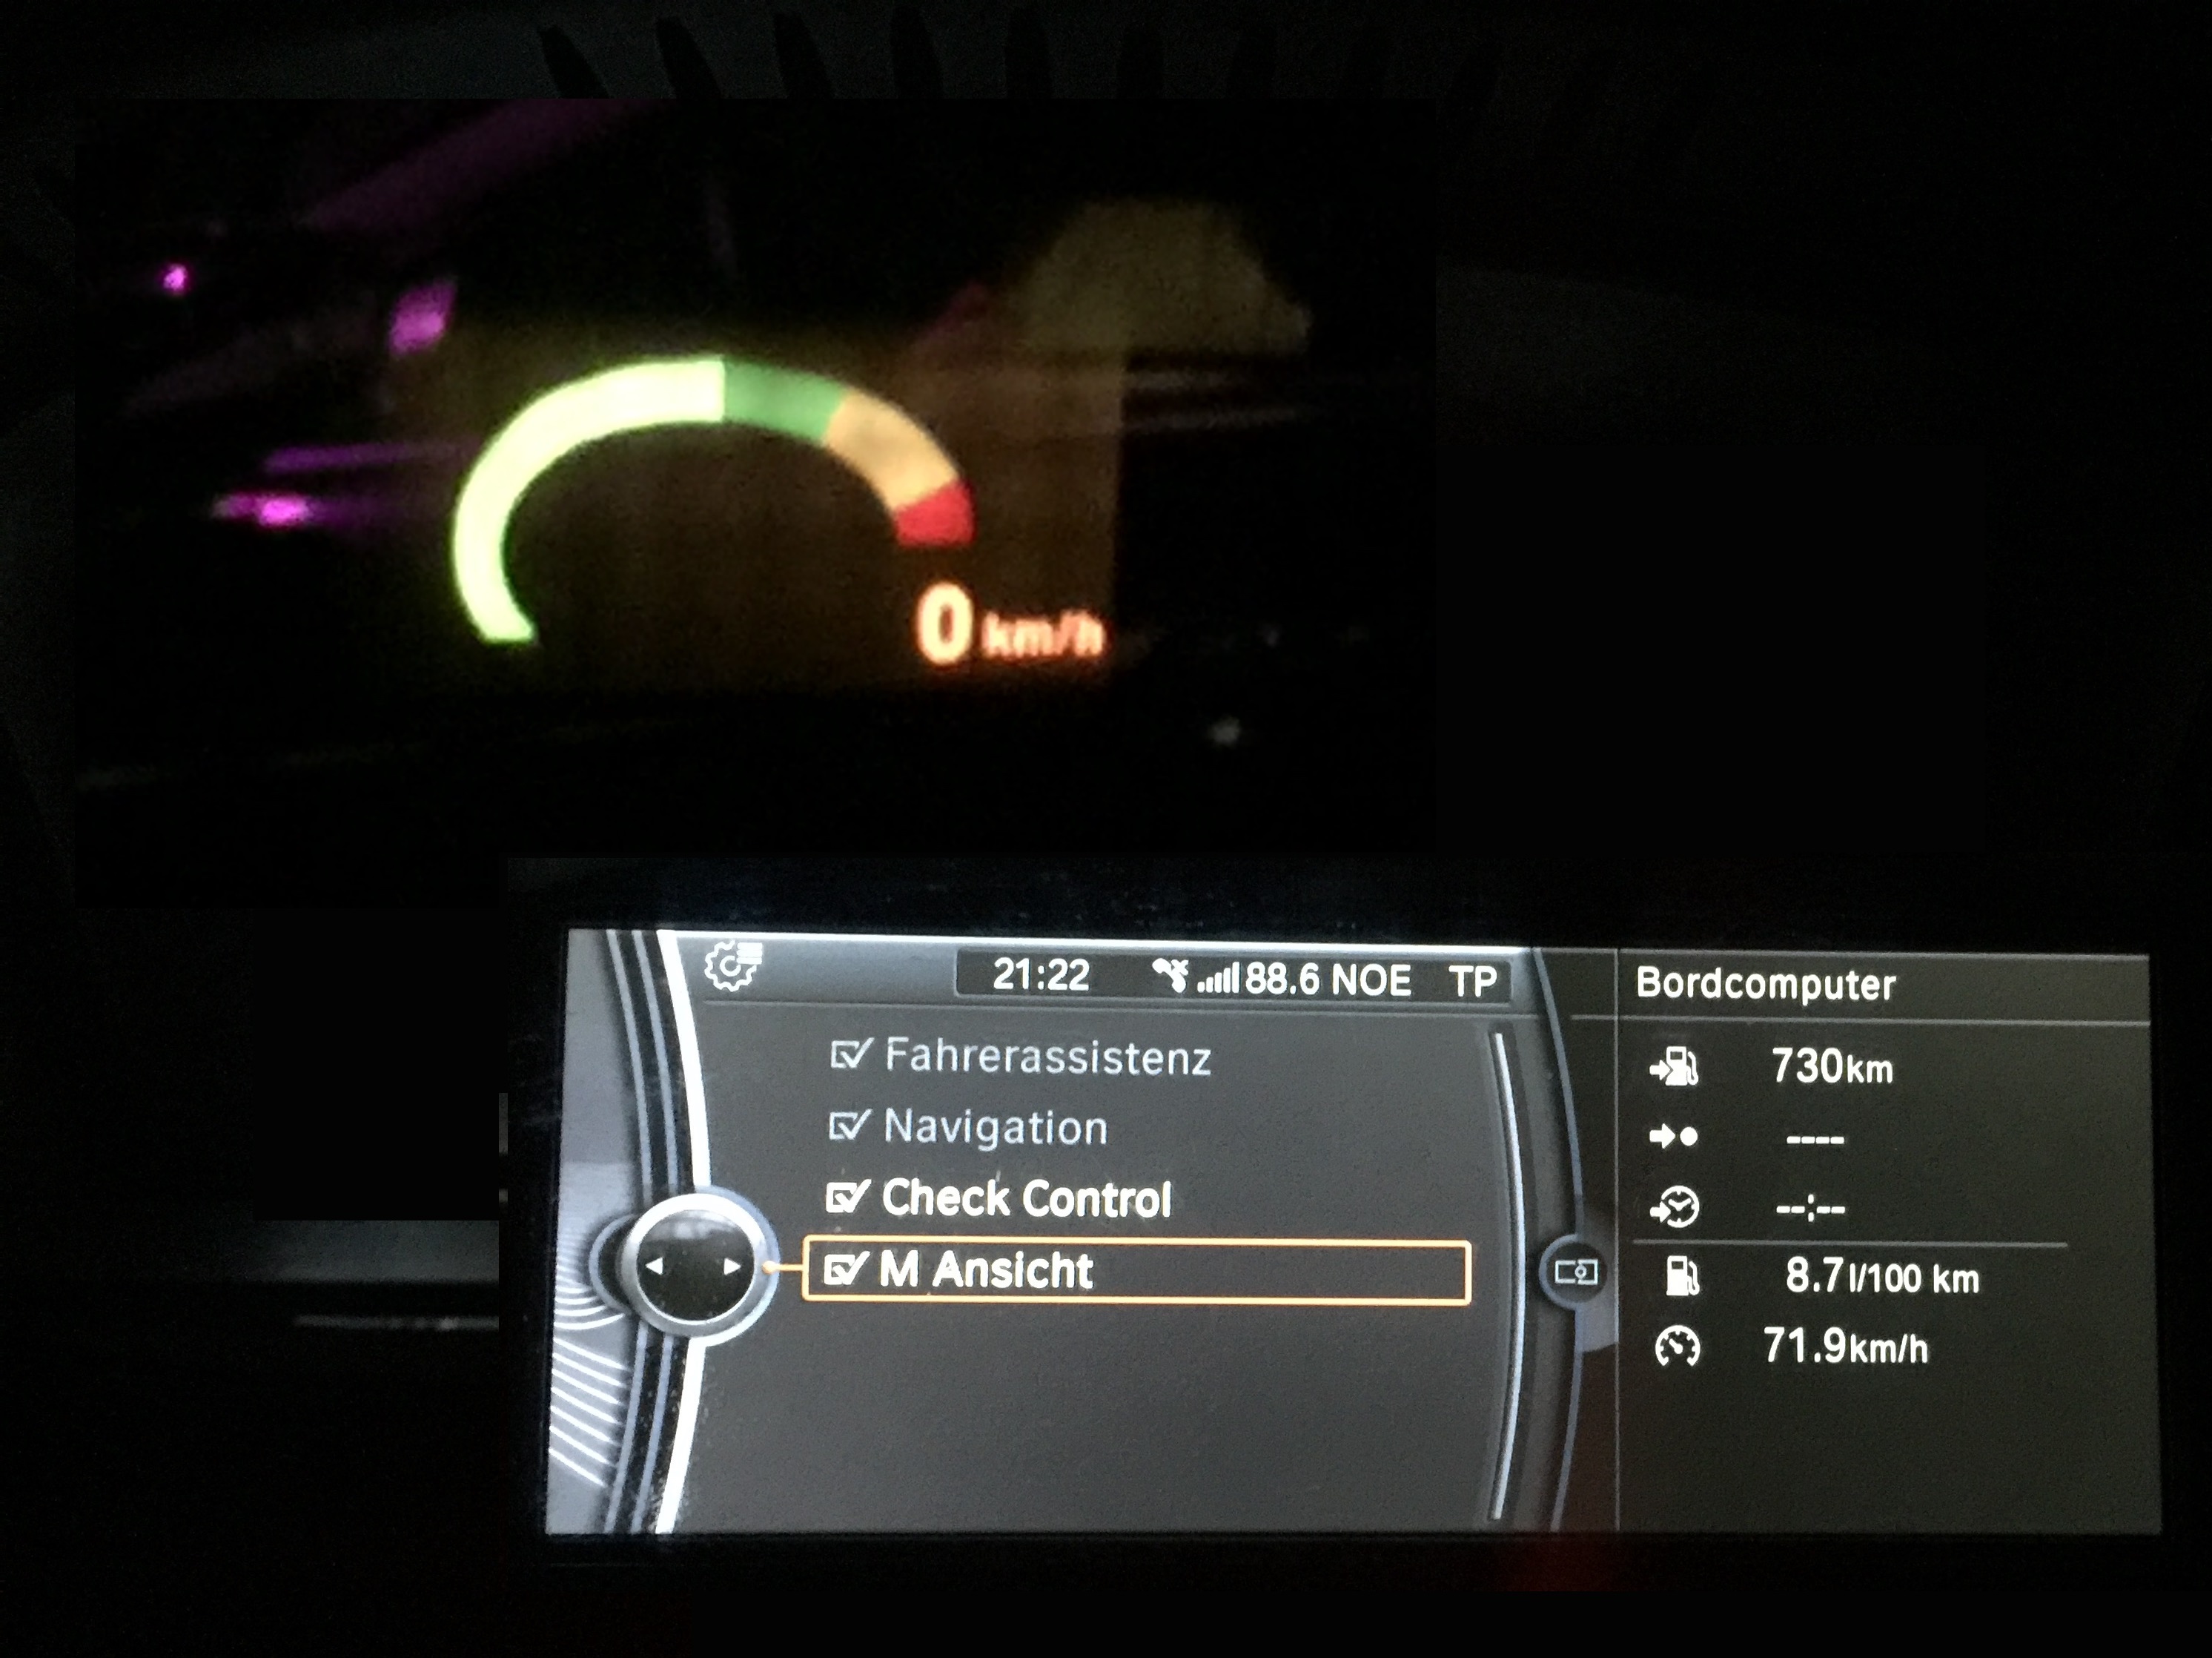 0 km/h
21:22 88.6 NOE TP
Fahrerassistenz
Navigation
Check Control
M Ansicht
Bordcomputer
730km
----
--:--
8.7l/100 km
71.9km/h